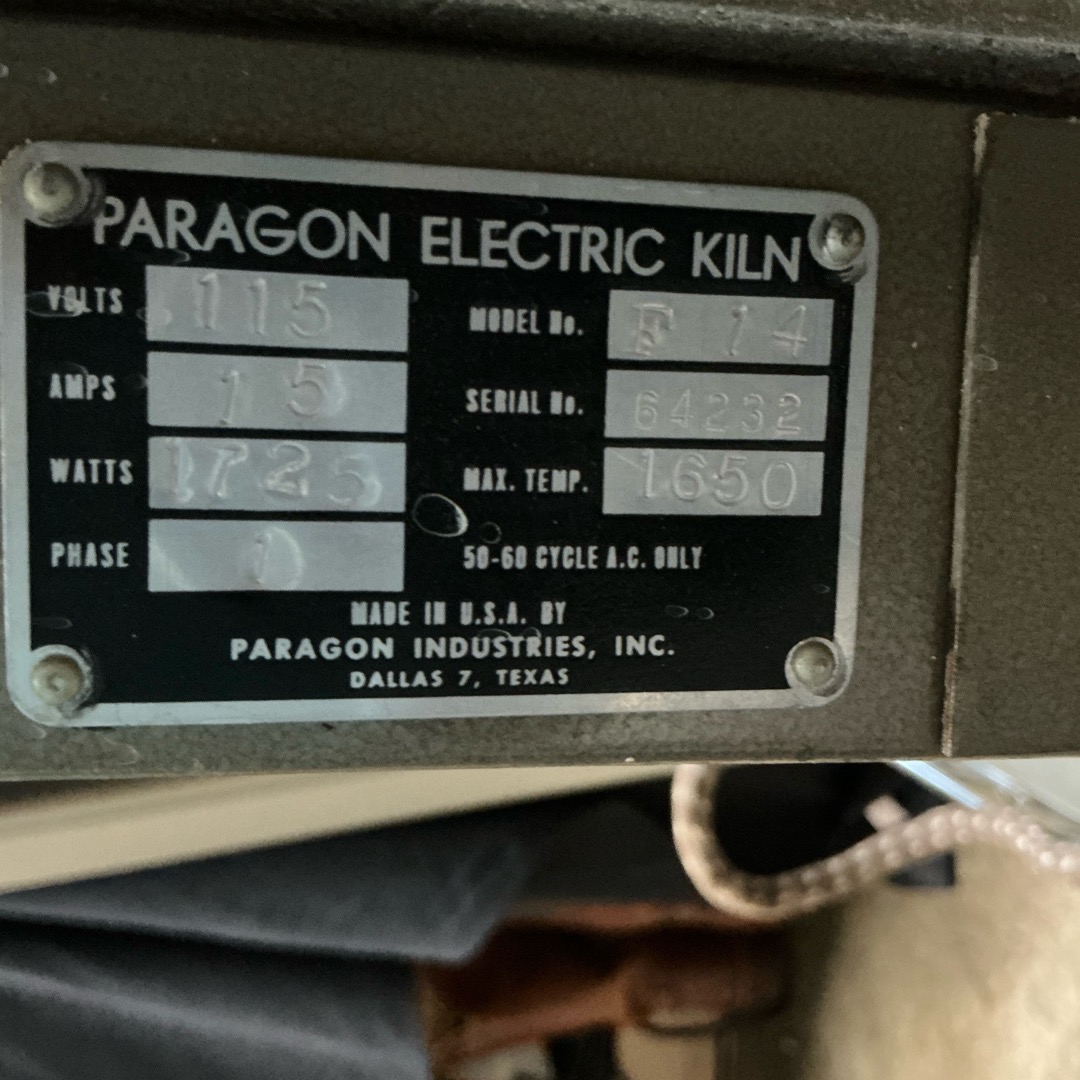 PARAGON ELECTRIC KILN
VOLTS 115
AMPS 15
WATTS 1725
PHASE 1
MODEL No. F 14
SERIAL No. 64232
MAX. TEMP. 1650
50-60 CYCLE A.C. ONLY
MADE IN U.S.A. BY
PARAGON INDUSTRIES, INC.
DALLAS 7, TEXAS